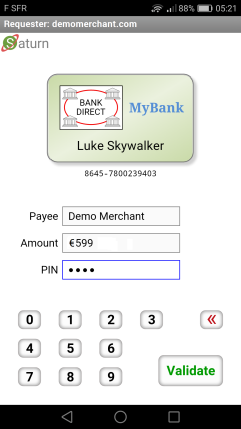 F SFR 88% 05:21
Requester: demomerchant.com
Saturn
BANK
DIRECT
MyBank
Luke Skywalker
8645-7800239403
Payee Demo Merchant
Amount €599
PIN ●●●●
0 1 2 3 «
4 5 6
7 8 9
Validate